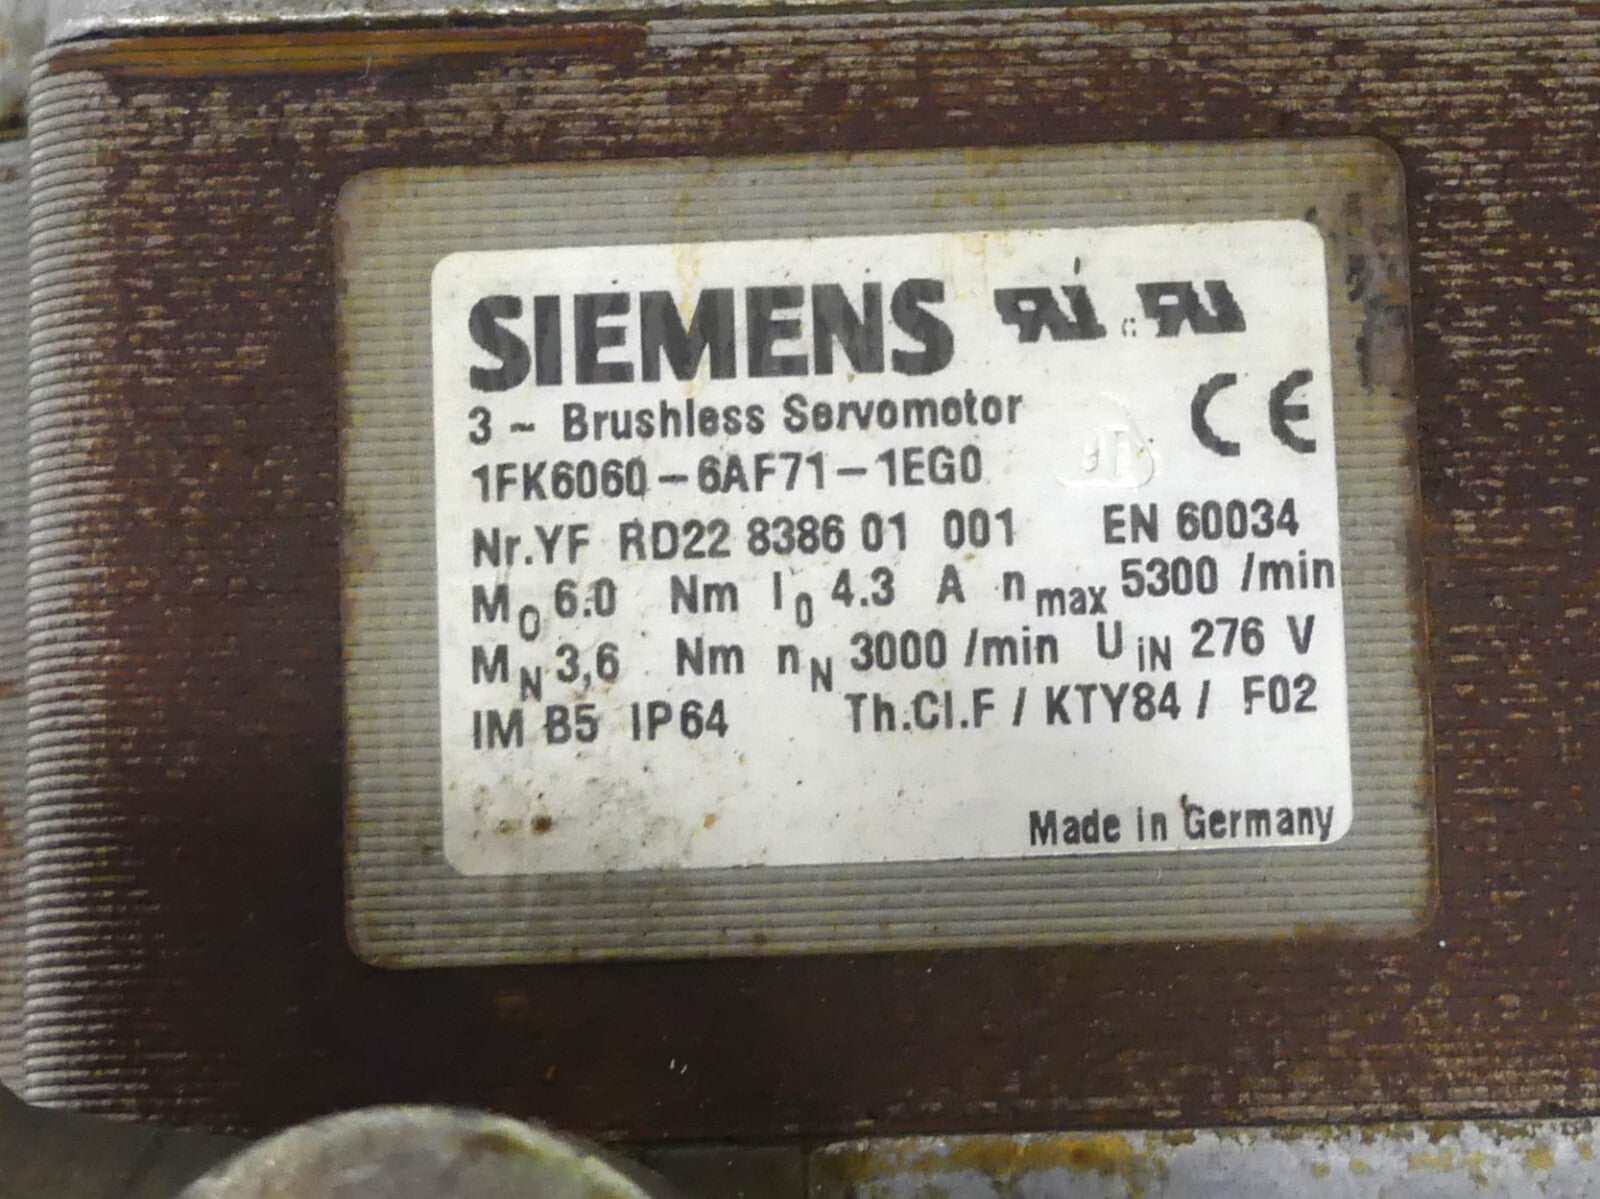 SIEMENS
3 ~ Brushless Servomotor
CE
1FK6060-6AF71-1EG0
Nr.YF RD22 8386 01 001 EN 60034
M0 6.0 Nm I0 4.3 A nmax 5300 /min
MN 3,6 Nm nN 3000 /min UiN 276 V
IM B5 IP64 Th.Cl.F / KTY84 / F02
Made in Germany